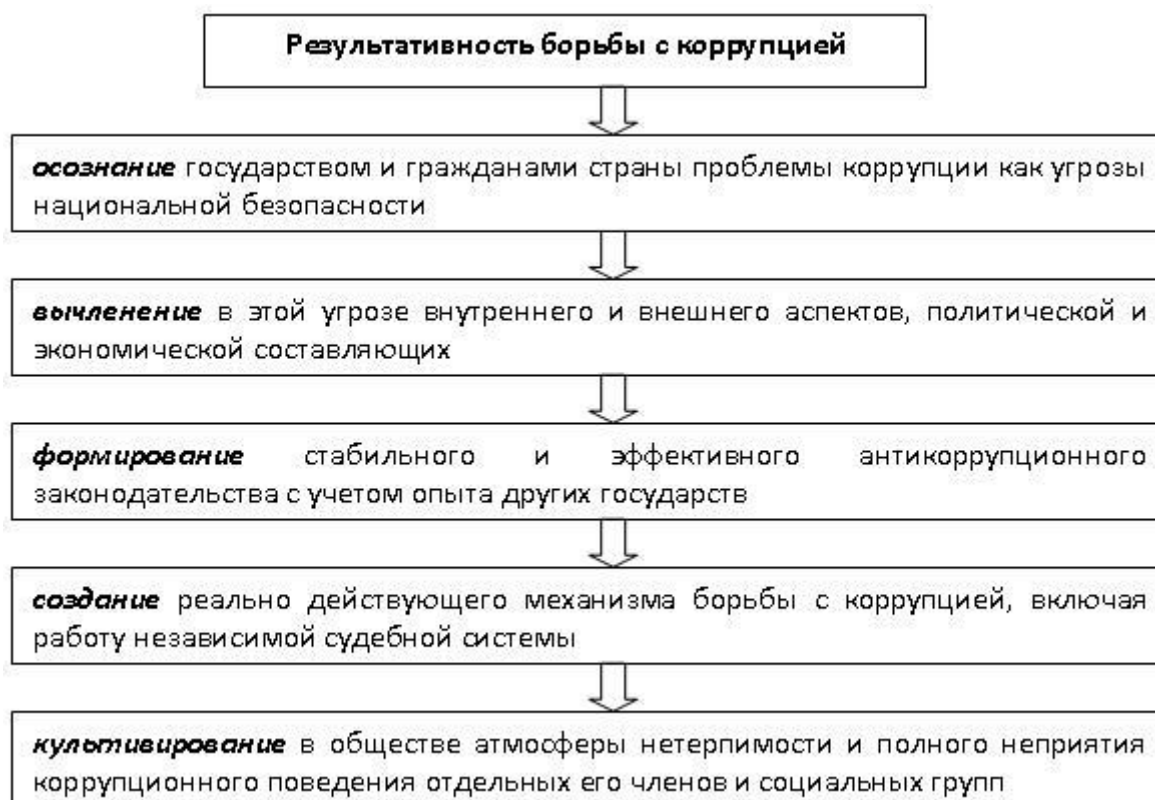 Результативность борьбы с коррупцией
осознание государством и гражданами страны проблемы коррупции как угрозы
национальной безопасности
вычленение в этой угрозе внутреннего и внешнего аспектов, политической и
экономической составляющих
формирование стабильного и эффективного антикоррупционного
законодательства с учетом опыта других государств
создание реально действующего механизма борьбы с коррупцией, включая
работу независимой судебной системы
культивирование в обществе атмосферы нетерпимости и полного неприятия
коррупционного поведения отдельных его членов и социальных групп